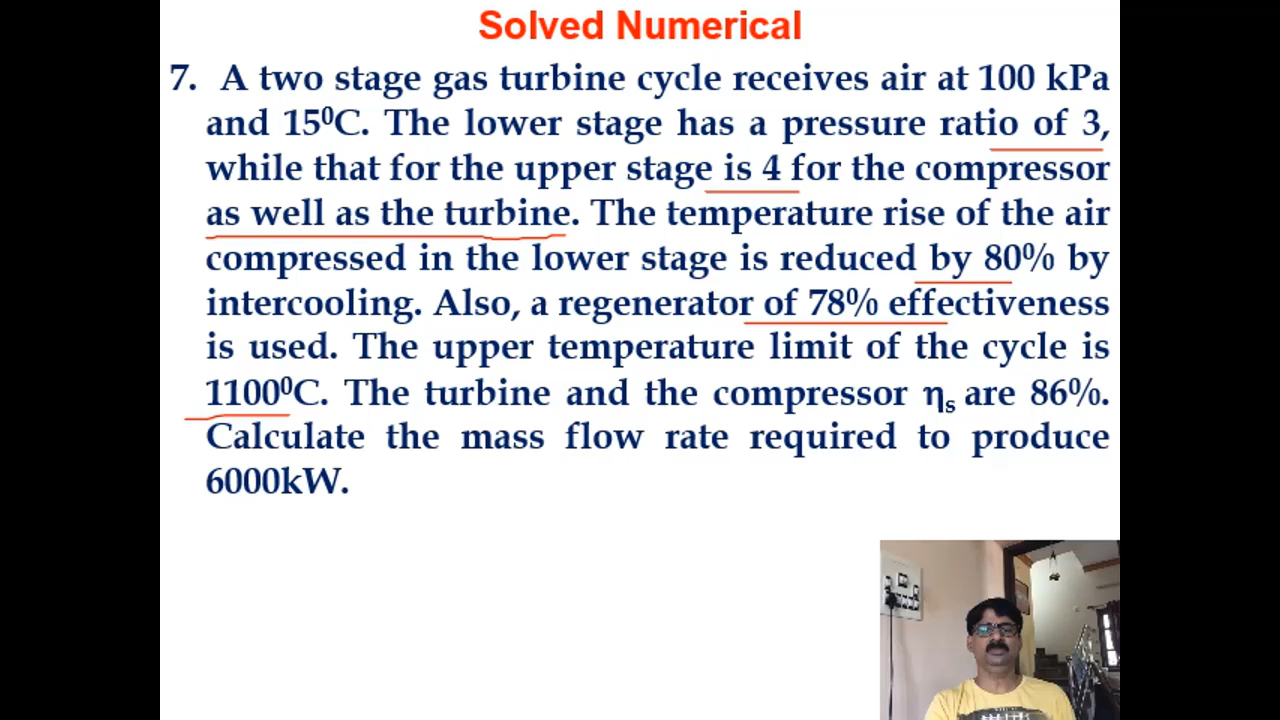 Solved Numerical
7. A two stage gas turbine cycle receives air at 100 kPa
and 15⁰C. The lower stage has a pressure ratio of 3,
while that for the upper stage is 4 for the compressor
as well as the turbine. The temperature rise of the air
compressed in the lower stage is reduced by 80% by
intercooling. Also, a regenerator of 78% effectiveness
is used. The upper temperature limit of the cycle is
1100⁰C. The turbine and the compressor ηₛ are 86%.
Calculate the mass flow rate required to produce
6000kW.